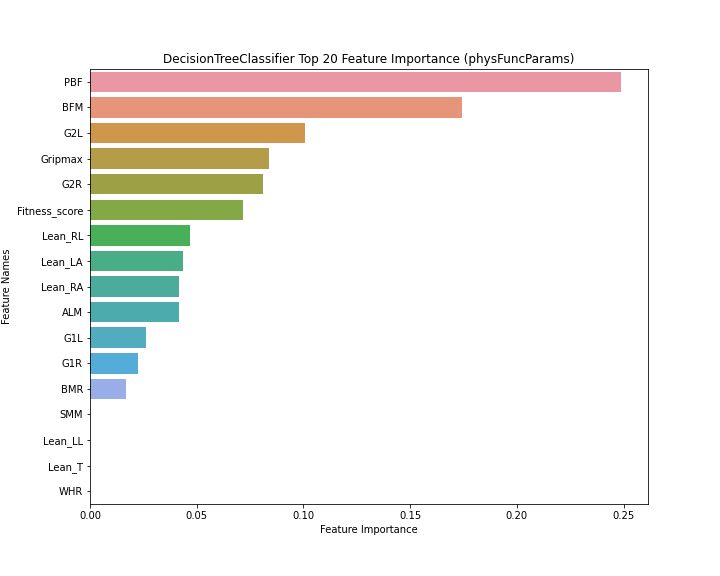 DecisionTreeClassifier Top 20 Feature Importance (physFuncParams)
Feature Names
PBF
BFM
G2L
Gripmax
G2R
Fitness_score
Lean_RL
Lean_LA
Lean_RA
ALM
G1L
G1R
BMR
SMM
Lean_LL
Lean_T
WHR
0.00 0.05 0.10 0.15 0.20 0.25
Feature Importance